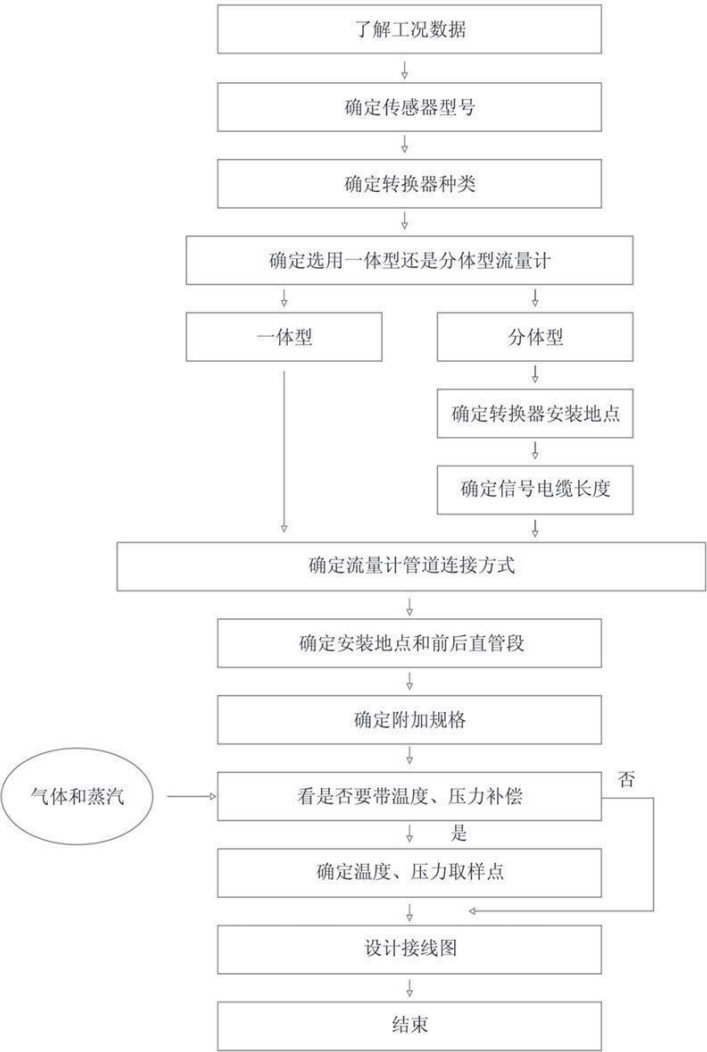 了解工况数据
确定传感器型号
确定转换器种类
确定选用一体型还是分体型流量计
一体型
分体型
确定转换器安装地点
确定信号电缆长度
确定流量计管道连接方式
确定安装地点和前后直管段
确定附加规格
气体和蒸汽
看是否要带温度、压力补偿
否
是
确定温度、压力取样点
设计接线图
结束